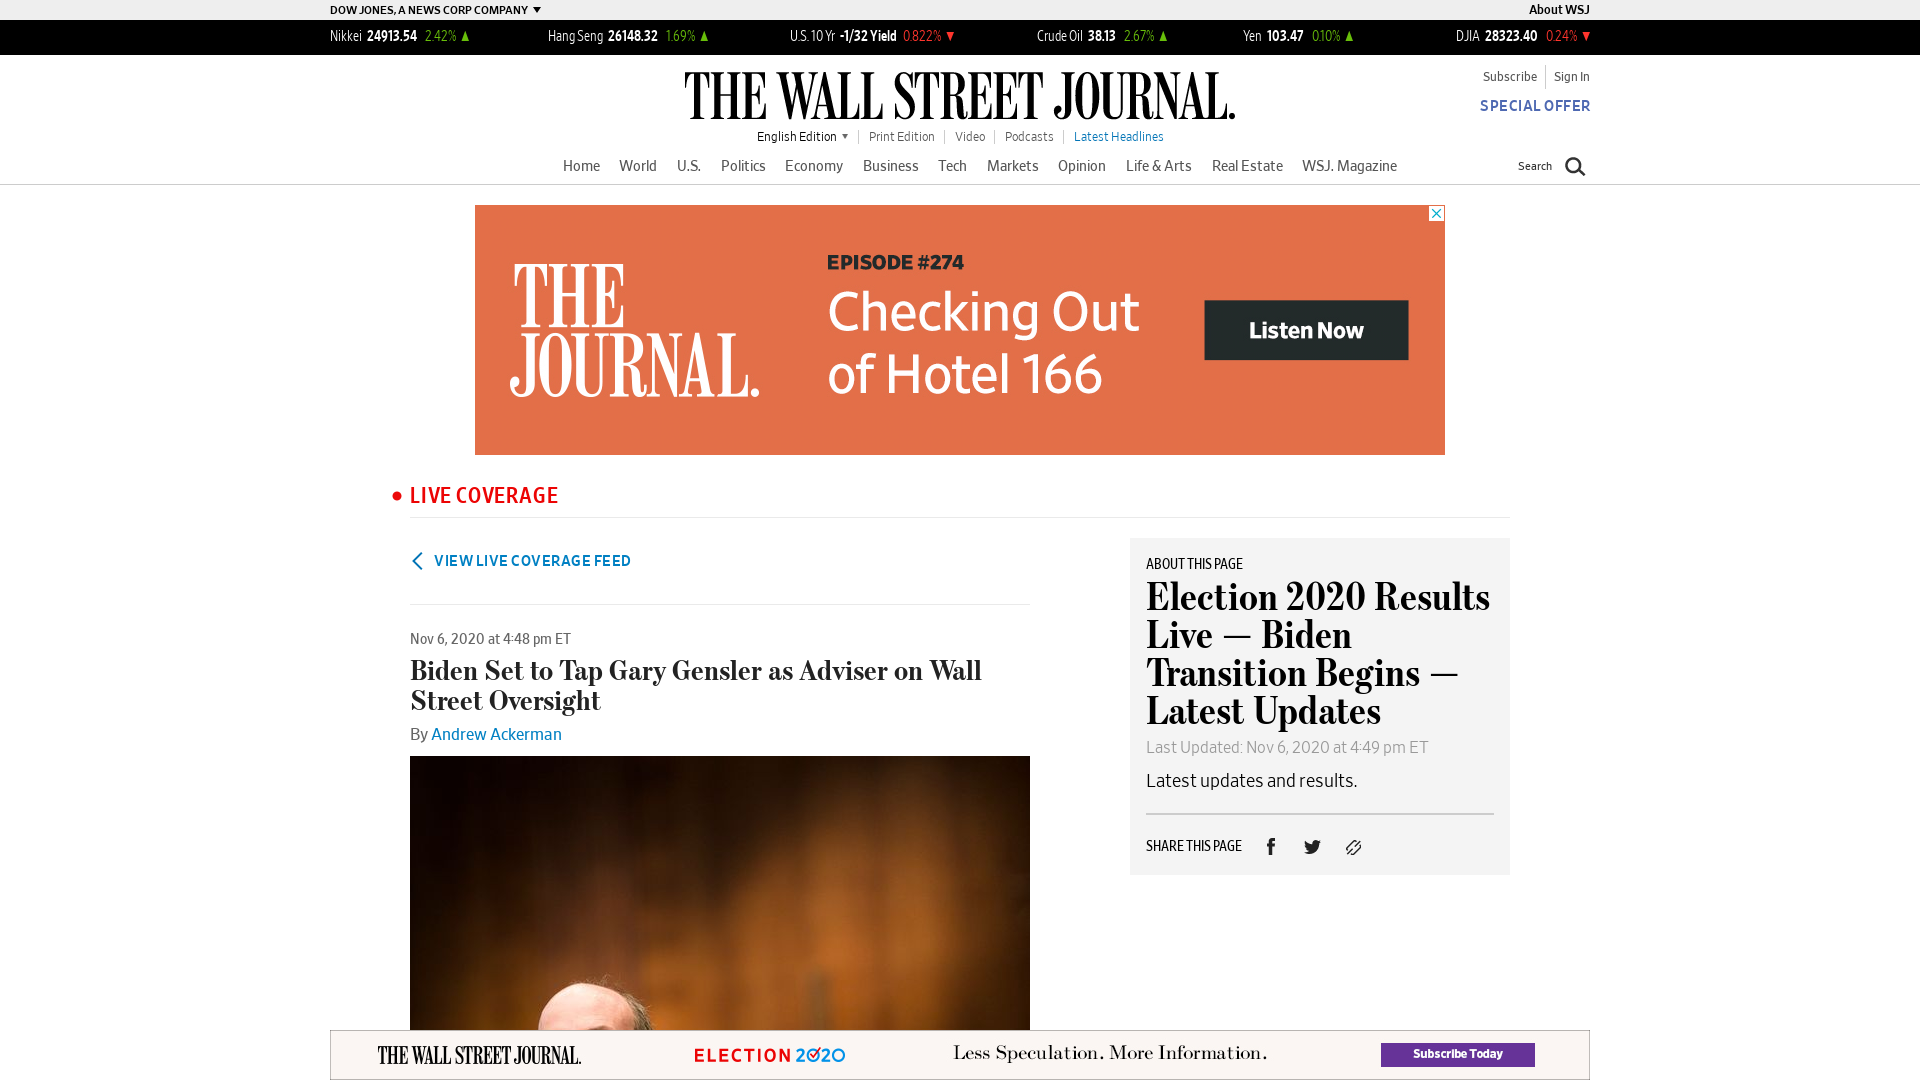 DOW JONES, A NEWS CORP COMPANY
About WSJ
Nikkei 24913.54 2.42%
Hang Seng 26148.32 1.69%
U.S. 10 Yr -1/32 Yield 0.822%
Crude Oil 38.13 2.67%
Yen 103.47 0.10%
DJIA 28323.40 0.24%
THE WALL STREET JOURNAL.
Subscribe
Sign In
SPECIAL OFFER
English Edition
Print Edition
Video
Podcasts
Latest Headlines
Home World U.S. Politics Economy Business Tech Markets Opinion Life & Arts Real Estate WSJ. Magazine
Search
THE
JOURNAL.
EPISODE #274
Checking Out
of Hotel 166
Listen Now
LIVE COVERAGE
VIEW LIVE COVERAGE FEED
Nov 6, 2020 at 4:48 pm ET
Biden Set to Tap Gary Gensler as Adviser on Wall
Street Oversight
By Andrew Ackerman
ABOUT THIS PAGE
Election 2020 Results
Live — Biden
Transition Begins —
Latest Updates
Last Updated: Nov 6, 2020 at 4:49 pm ET
Latest updates and results.
SHARE THIS PAGE
THE WALL STREET JOURNAL.
ELECTION 2020
Less Speculation. More Information.
Subscribe Today